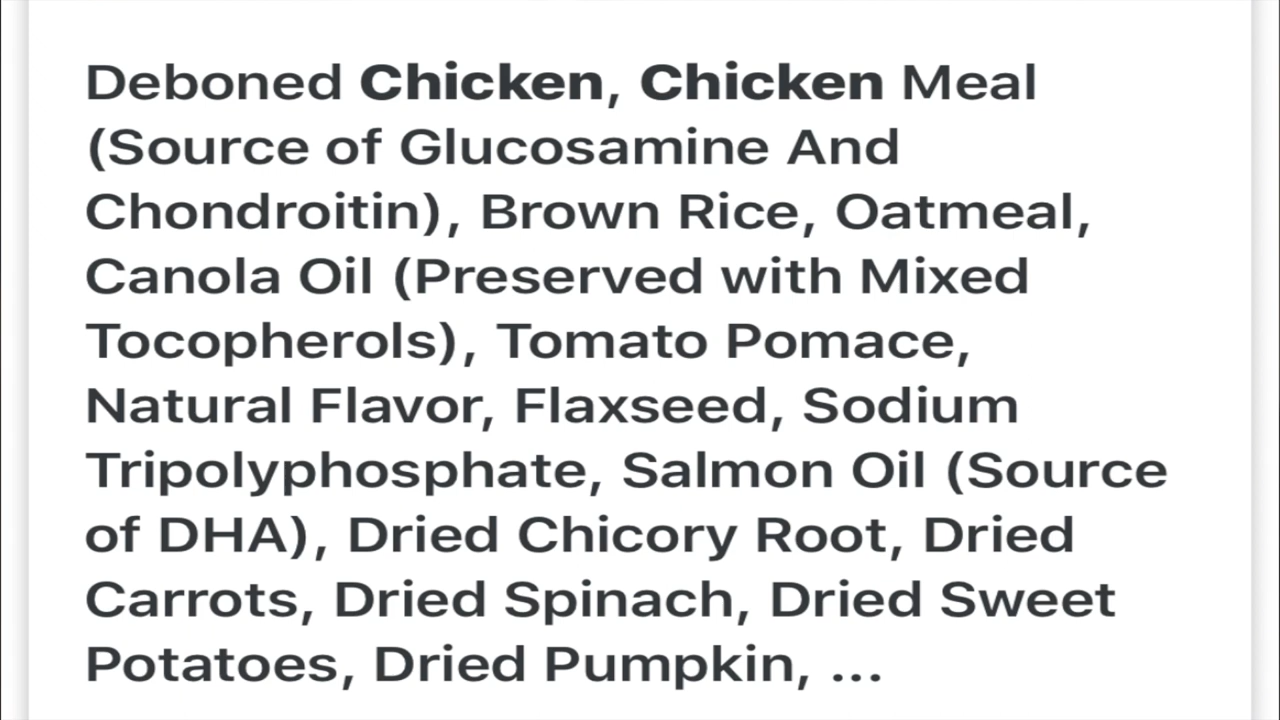 Deboned Chicken, Chicken Meal
(Source of Glucosamine And
Chondroitin), Brown Rice, Oatmeal,
Canola Oil (Preserved with Mixed
Tocopherols), Tomato Pomace,
Natural Flavor, Flaxseed, Sodium
Tripolyphosphate, Salmon Oil (Source
of DHA), Dried Chicory Root, Dried
Carrots, Dried Spinach, Dried Sweet
Potatoes, Dried Pumpkin, ...